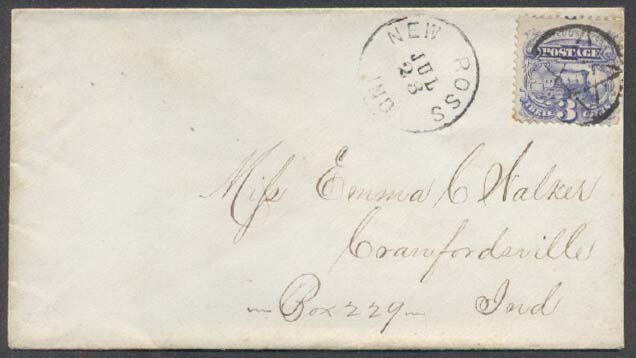 NEW ROSS IND
JUL
23
POSTAGE
3
Miss Emma C Walker
Crawfordsville
Box 229 Ind